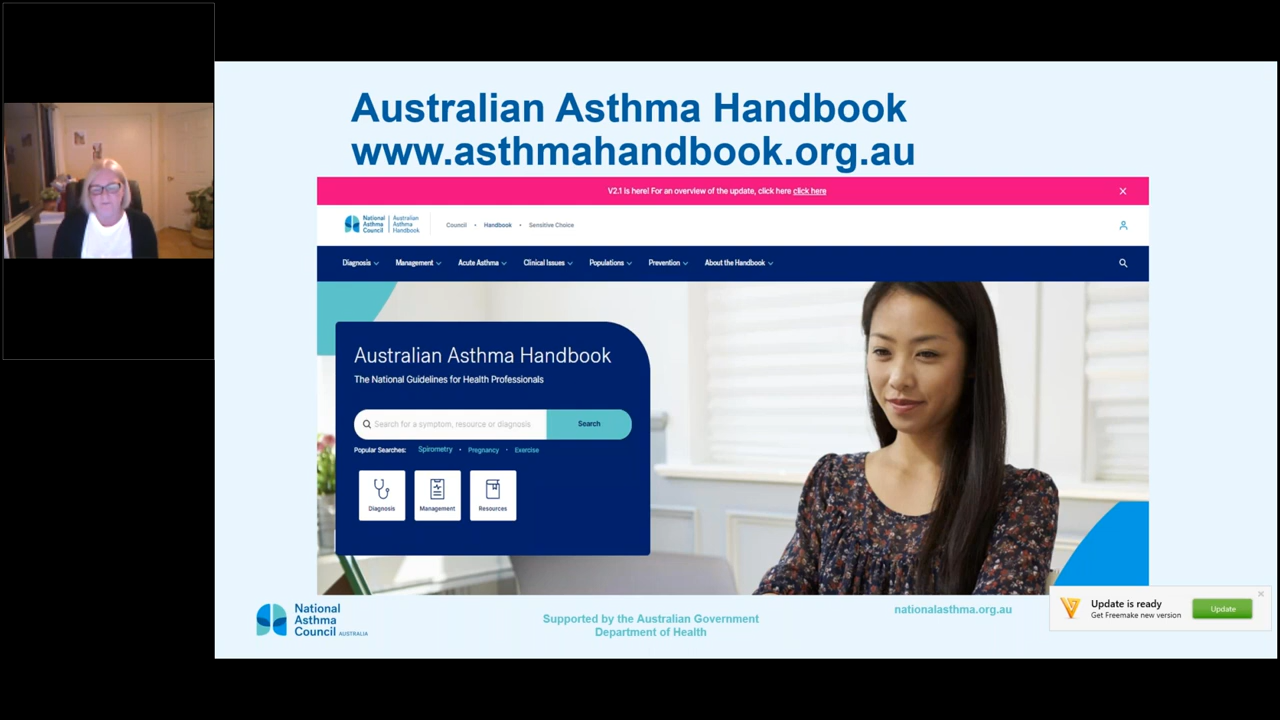 Australian Asthma Handbook
www.asthmahandbook.org.au
V2.1 is here! For an overview of the update, click here click here
National Asthma Council
Australian Asthma Handbook
Council • Handbook • Sensitive Choice
Diagnosis Management Acute Asthma Clinical Issues Populations Prevention About the Handbook
Australian Asthma Handbook
The National Guidelines for Health Professionals
Search for a symptom, resource or diagnosis
Search
Popular Searches: Spirometry • Pregnancy • Exercise
Diagnosis Management Resources
National
Asthma
Council AUSTRALIA
Supported by the Australian Government
Department of Health
nationalasthma.org.au
Update is ready
Get Freemake new version
Update